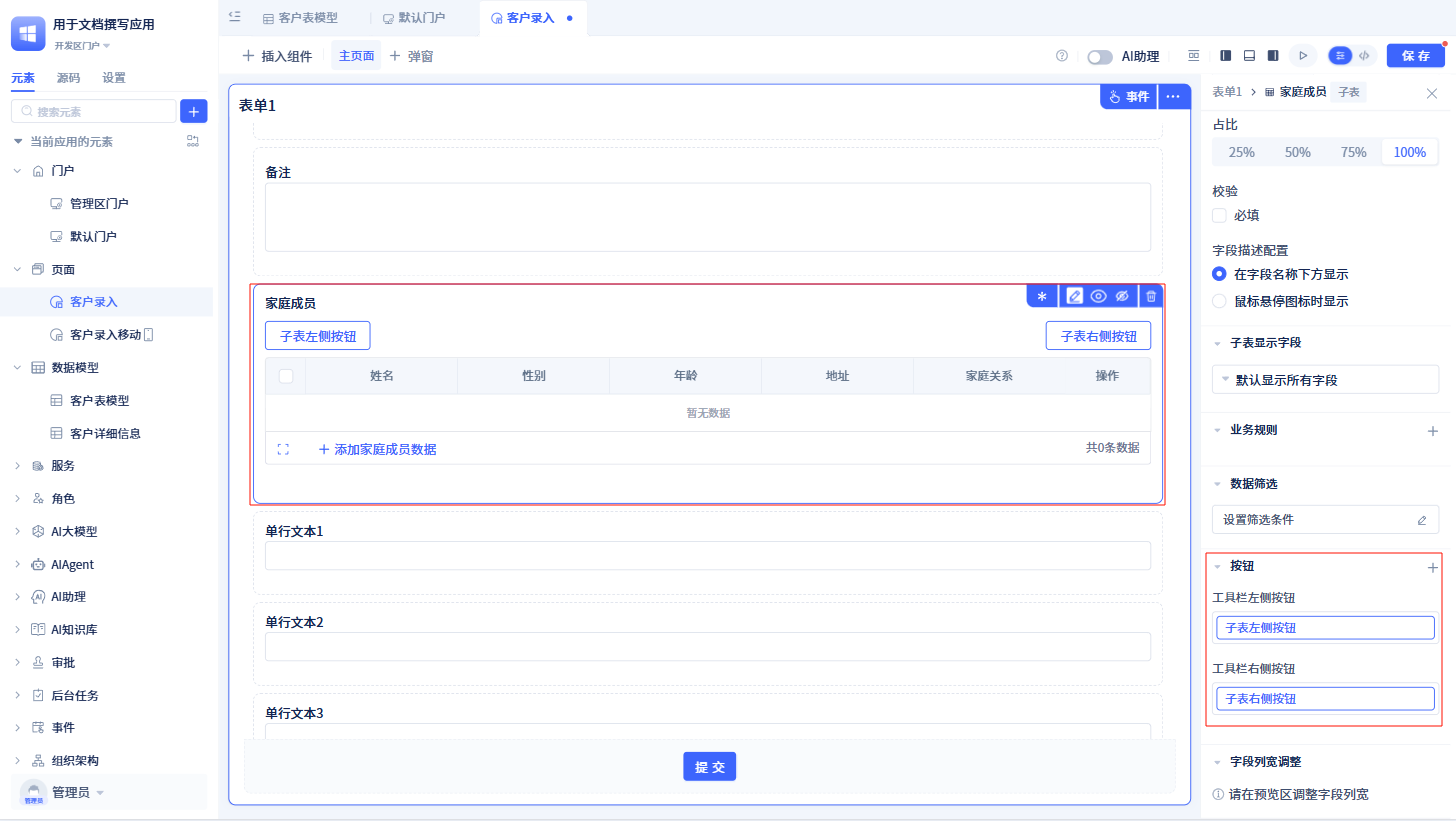 用于文档撰写应用
开发区门户
元素 源码 设置
搜索元素
当前应用的元素
门户
管理区门户
默认门户
页面
客户录入
客户录入移动
数据模型
客户表模型
客户详细信息
服务
角色
AI大模型
AIAgent
AI助理
AI知识库
审批
后台任务
事件
组织架构
管理员
管理员
客户表模型 默认门户 客户录入
插入组件 主页面 弹窗
AI助理
保存
表单1
事件
备注
家庭成员
子表左侧按钮 子表右侧按钮
姓名 性别 年龄 地址 家庭关系 操作
暂无数据
添加家庭成员数据 共0条数据
单行文本1
单行文本2
单行文本3
提交
表单1 家庭成员 子表
占比
25% 50% 75% 100%
校验
必填
字段描述配置
在字段名称下方显示
鼠标悬停图标时显示
子表显示字段
默认显示所有字段
业务规则
数据筛选
设置筛选条件
按钮
工具栏左侧按钮
子表左侧按钮
工具栏右侧按钮
子表右侧按钮
字段列宽调整
请在预览区调整字段列宽